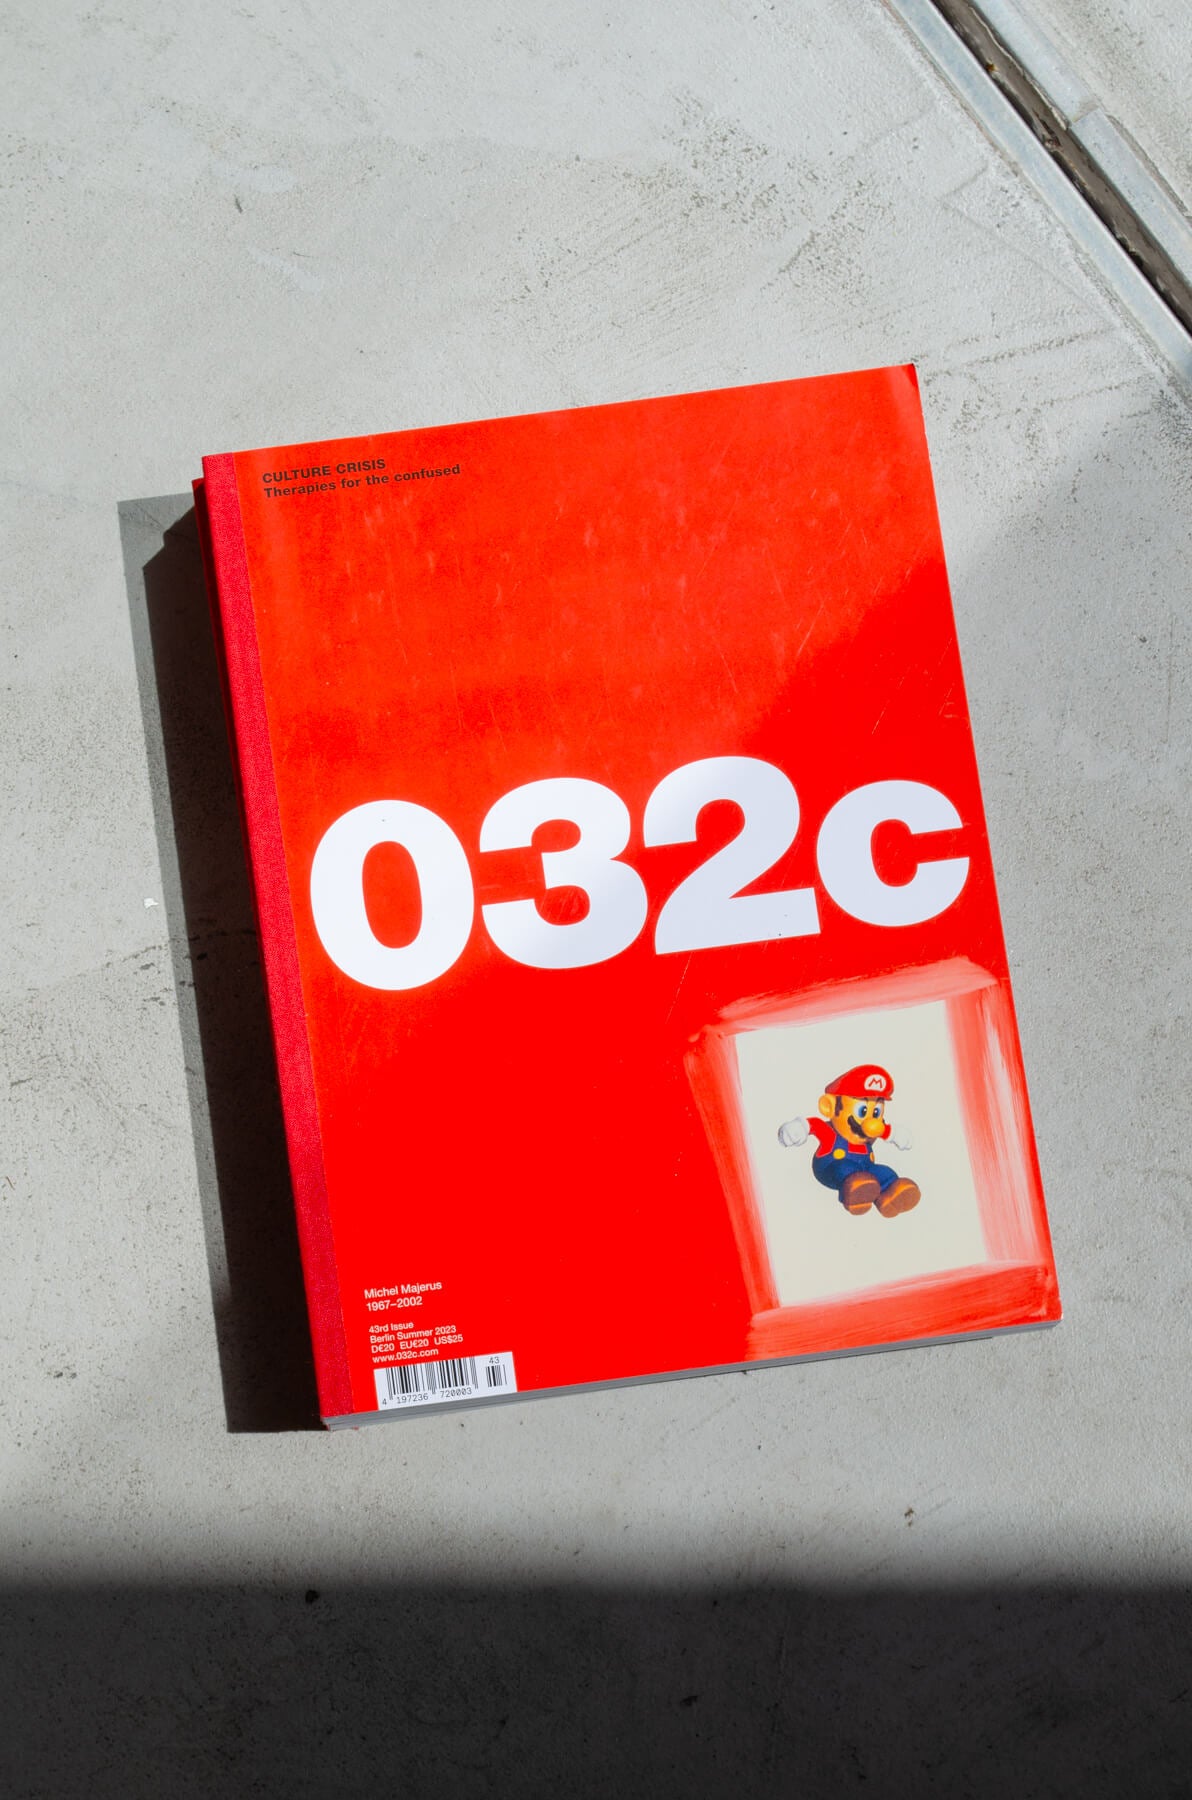 CULTURE CRISIS
Therapies for the confused
032c
M
Michel Majerus
1967–2002
43rd Issue
Berlin Summer 2023
D€20 EU€20 US$25
www.032c.com
43
4 197236 720003